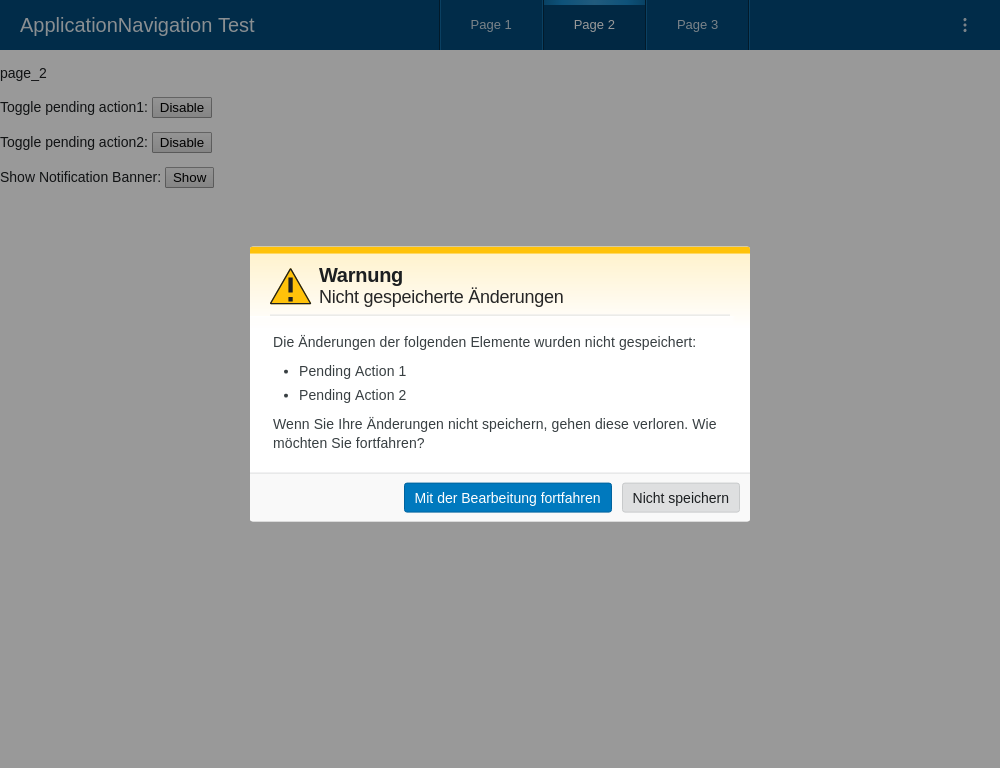 ApplicationNavigation Test
Page 1
Page 2
Page 3
page_2
Toggle pending action1: Disable
Toggle pending action2: Disable
Show Notification Banner: Show
Warnung
Nicht gespeicherte Änderungen
Die Änderungen der folgenden Elemente wurden nicht gespeichert:
• Pending Action 1
• Pending Action 2
Wenn Sie Ihre Änderungen nicht speichern, gehen diese verloren. Wie
möchten Sie fortfahren?
Mit der Bearbeitung fortfahren
Nicht speichern